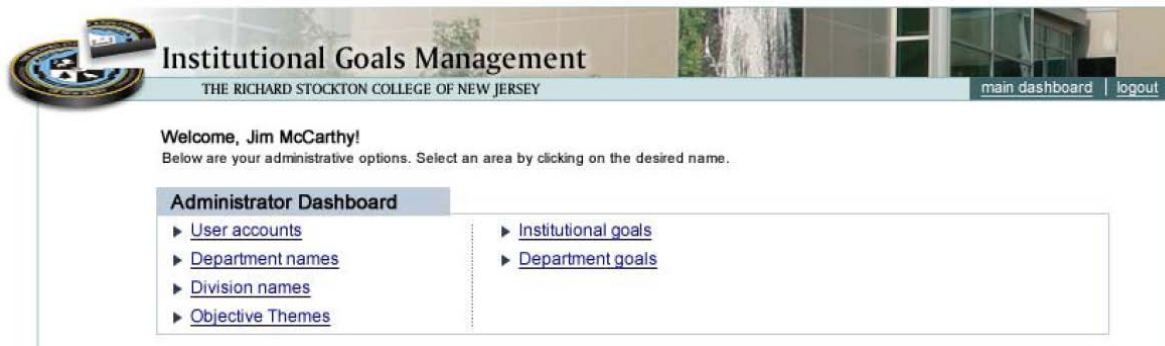 Institutional Goals Management
THE RICHARD STOCKTON COLLEGE OF NEW JERSEY
main dashboard | logout
Welcome, Jim McCarthy!
Below are your administrative options. Select an area by clicking on the desired name.
Administrator Dashboard
User accounts
Department names
Division names
Objective Themes
Institutional goals
Department goals